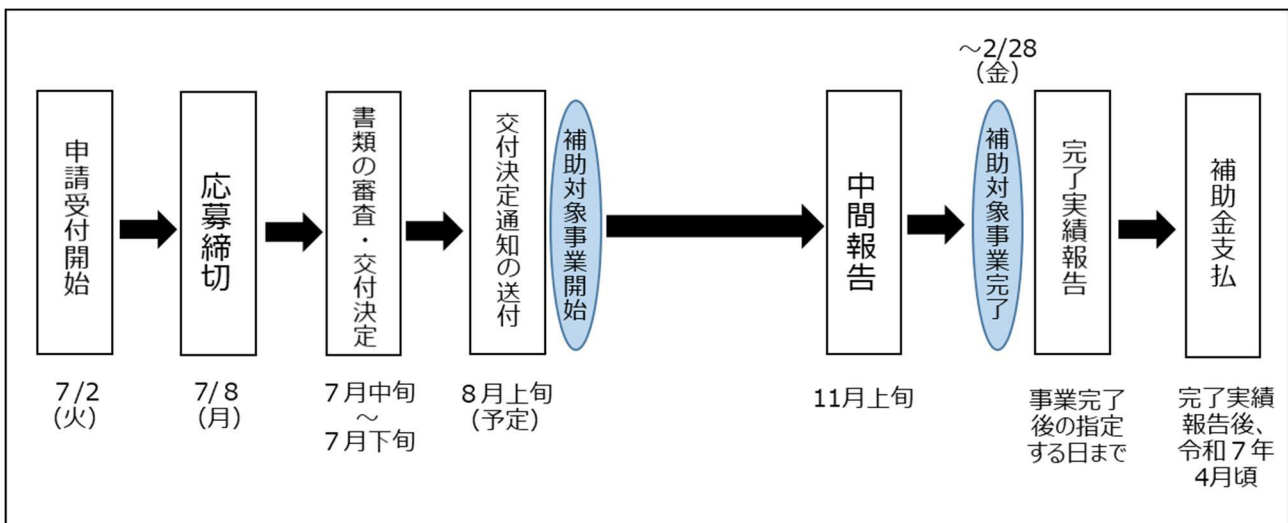 申請受付開始
7/2
(火)
応募締切
7/8
(月)
書類の審査・交付決定
7月中旬
～
7月下旬
交付決定通知の送付
8月上旬
(予定)
補助対象事業開始
中間報告
11月上旬
～2/28
(金)
補助対象事業完了
完了実績報告
事業完了
後の指定
する日まで
補助金支払
完了実績
報告後、
令和7年
4月頃